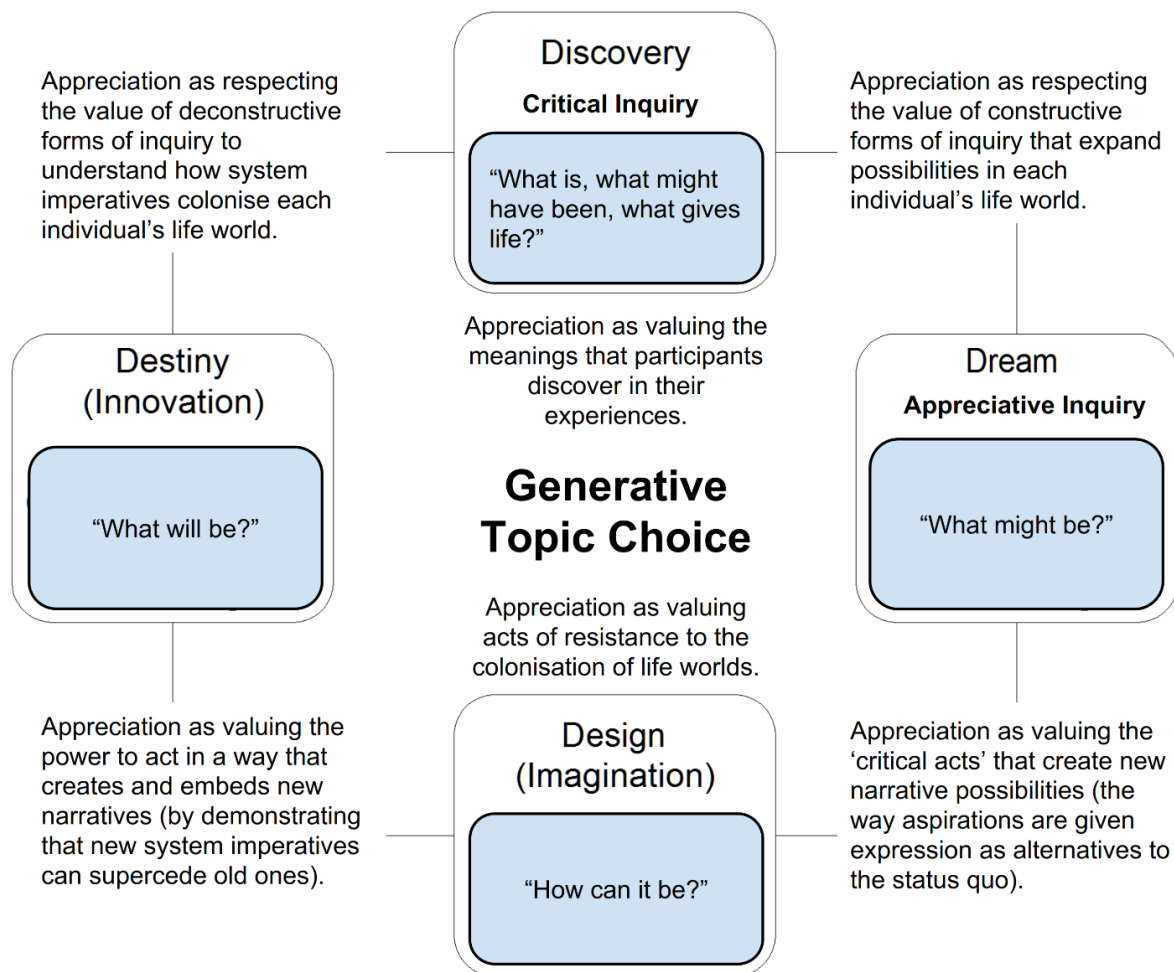 Discovery
Critical Inquiry
“What is, what might
have been, what gives
life?”
Appreciation as respecting
the value of deconstructive
forms of inquiry to
understand how system
imperatives colonise each
individual’s life world.
Appreciation as respecting
the value of constructive
forms of inquiry that expand
possibilities in each
individual’s life world.
Appreciation as valuing the
meanings that participants
discover in their
experiences.
Destiny
(Innovation)
“What will be?”
Generative
Topic Choice
Dream
Appreciative Inquiry
“What might be?”
Appreciation as valuing
acts of resistance to the
colonisation of life worlds.
Appreciation as valuing the
power to act in a way that
creates and embeds new
narratives (by demonstrating
that new system imperatives
can supercede old ones).
Design
(Imagination)
“How can it be?”
Appreciation as valuing the
‘critical acts’ that create new
narrative possibilities (the
way aspirations are given
expression as alternatives to
the status quo).